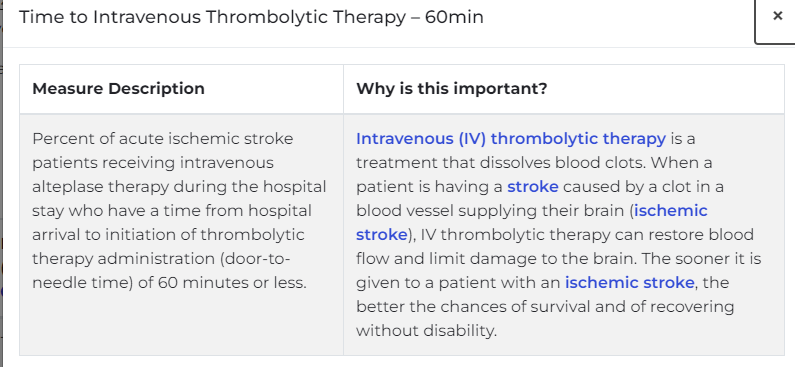 Time to Intravenous Thrombolytic Therapy – 60min
×
Measure Description
Why is this important?
Percent of acute ischemic stroke
patients receiving intravenous
alteplase therapy during the hospital
stay who have a time from hospital
arrival to initiation of thrombolytic
therapy administration (door-to-
needle time) of 60 minutes or less.
Intravenous (IV) thrombolytic therapy is a
treatment that dissolves blood clots. When a
patient is having a stroke caused by a clot in a
blood vessel supplying their brain (ischemic
stroke), IV thrombolytic therapy can restore blood
flow and limit damage to the brain. The sooner it is
given to a patient with an ischemic stroke, the
better the chances of survival and of recovering
without disability.